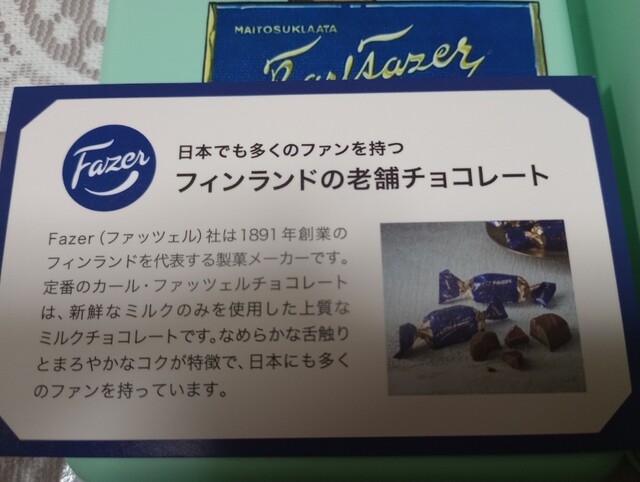 MAITOSUKLAATA
Karl Fazer
Fazer
日本でも多くのファンを持つ
フィンランドの老舗チョコレート
Fazer（ファッツェル）社は1891年創業の
フィンランドを代表する製菓メーカーです。
定番のカール・ファッツェルチョコレート
は、新鮮なミルクのみを使用した上質な
ミルクチョコレートです。なめらかな舌触り
とまろやかなコクが特徴で、日本にも多く
のファンを持っています。